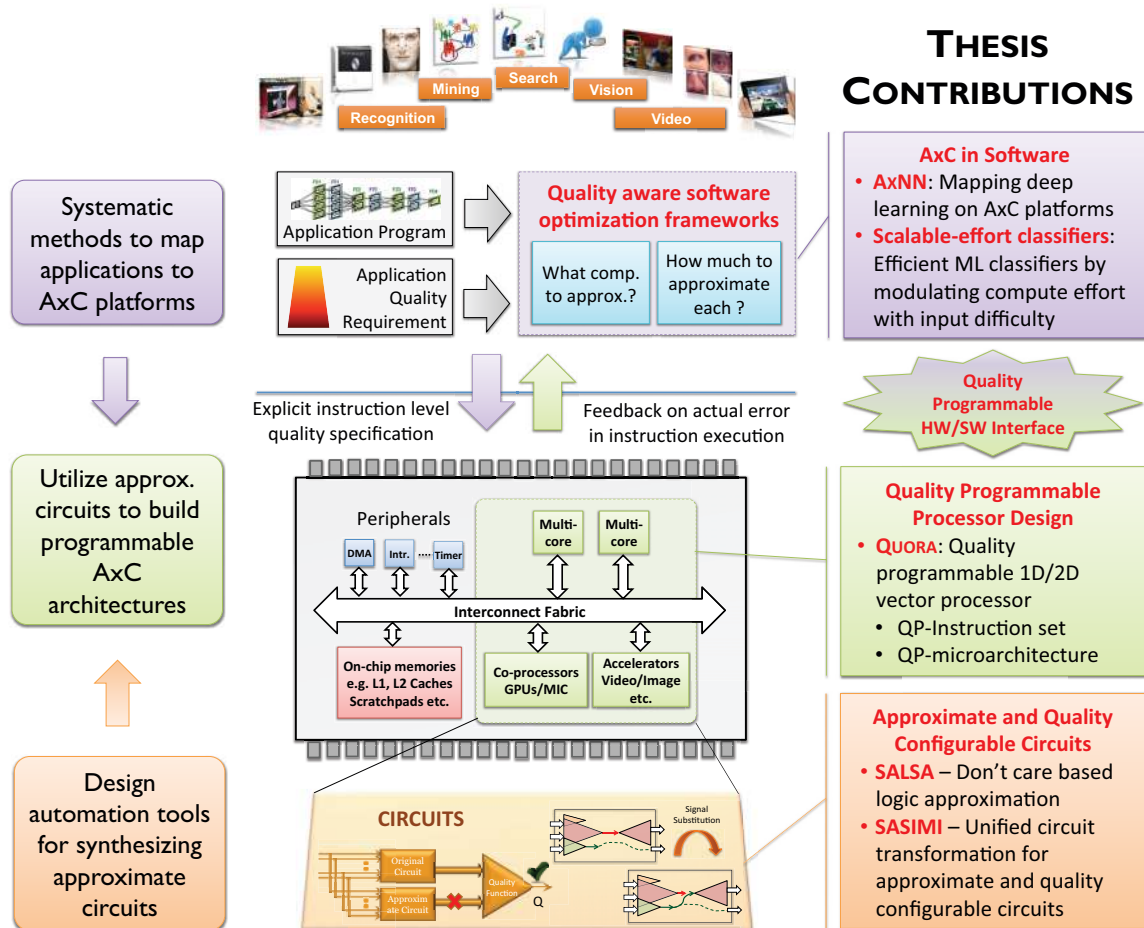 THESIS
CONTRIBUTIONS
Recognition
Mining
Search
Vision
Video
Systematic
methods to map
applications to
AxC platforms
Application Program
Application
Quality
Requirement
Quality aware software
optimization frameworks
What comp.
to approx.?
How much to
approximate
each ?
AxC in Software
• AXNN: Mapping deep
learning on AxC platforms
• Scalable-effort classifiers:
Efficient ML classifiers by
modulating compute effort
with input difficulty
Explicit instruction level
quality specification
Feedback on actual error
in instruction execution
Quality
Programmable
HW/SW Interface
Utilize approx.
circuits to build
programmable
AxC
architectures
Peripherals
DMA
Intr.
....
Timer
Multi-
core
Multi-
core
Interconnect Fabric
On-chip memories
e.g. L1, L2 Caches
Scratchpads etc.
Co-processors
GPUs/MIC
Accelerators
Video/Image
etc.
Quality Programmable
Processor Design
• QUORA: Quality
programmable 1D/2D
vector processor
• QP-Instruction set
• QP-microarchitecture
Design
automation tools
for synthesizing
approximate
circuits
CIRCUITS
Original
Circuit
Approxim
ate Circuit
Quality
Function
Q
Signal
Substitution
Approximate and Quality
Configurable Circuits
• SALSA – Don't care based
logic approximation
• SASIMI – Unified circuit
transformation for
approximate and quality
configurable circuits